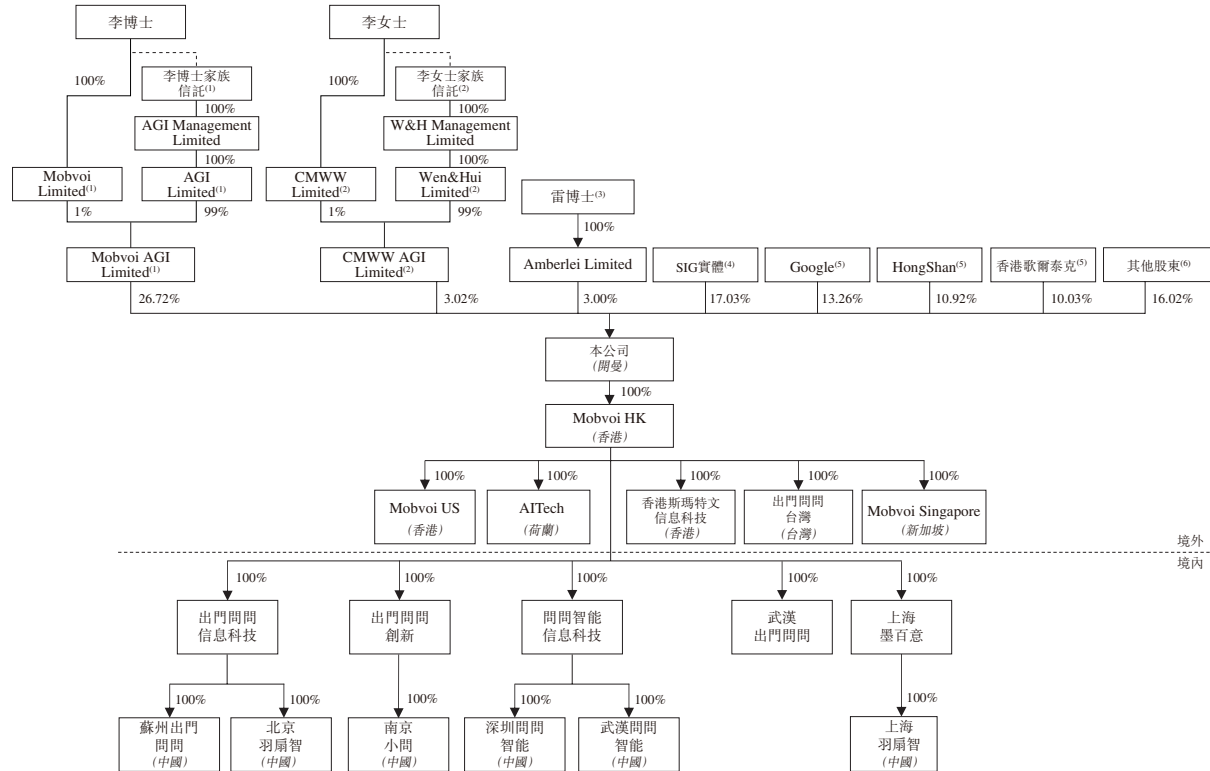 李博士
李女士
100%
李博士家族
信託(1)
100%
李女士家族
信託(2)
100%
100%
AGI Management
Limited
W&H Management
Limited
100%
100%
Mobvoi
Limited(1)
AGI
Limited(1)
CMWW
Limited(2)
Wen&Hui
Limited(2)
雷博士(3)
1%
99%
1%
99%
100%
Mobvoi AGI
Limited(1)
CMWW AGI
Limited(2)
Amberlei Limited
SIG實體(4)
Google(5)
HongShan(5)
香港歌爾泰克(5)
其他股東(6)
26.72%
3.02%
3.00%
17.03%
13.26%
10.92%
10.03%
16.02%
本公司
(開曼)
100%
Mobvoi HK
(香港)
100%
100%
100%
100%
100%
Mobvoi US
(香港)
AITech
(荷蘭)
香港斯瑪特文
信息科技
(香港)
出門問問
台灣
(台灣)
Mobvoi Singapore
(新加坡)
境外
境內
100%
100%
100%
100%
100%
出門問問
信息科技
出門問問
創新
問問智能
信息科技
武漢
出門問問
上海
墨百意
100%
100%
100%
100%
100%
100%
蘇州出門
問問
(中國)
北京
羽扇智
(中國)
南京
小問
(中國)
深圳問問
智能
(中國)
武漢問問
智能
(中國)
上海
羽扇智
(中國)